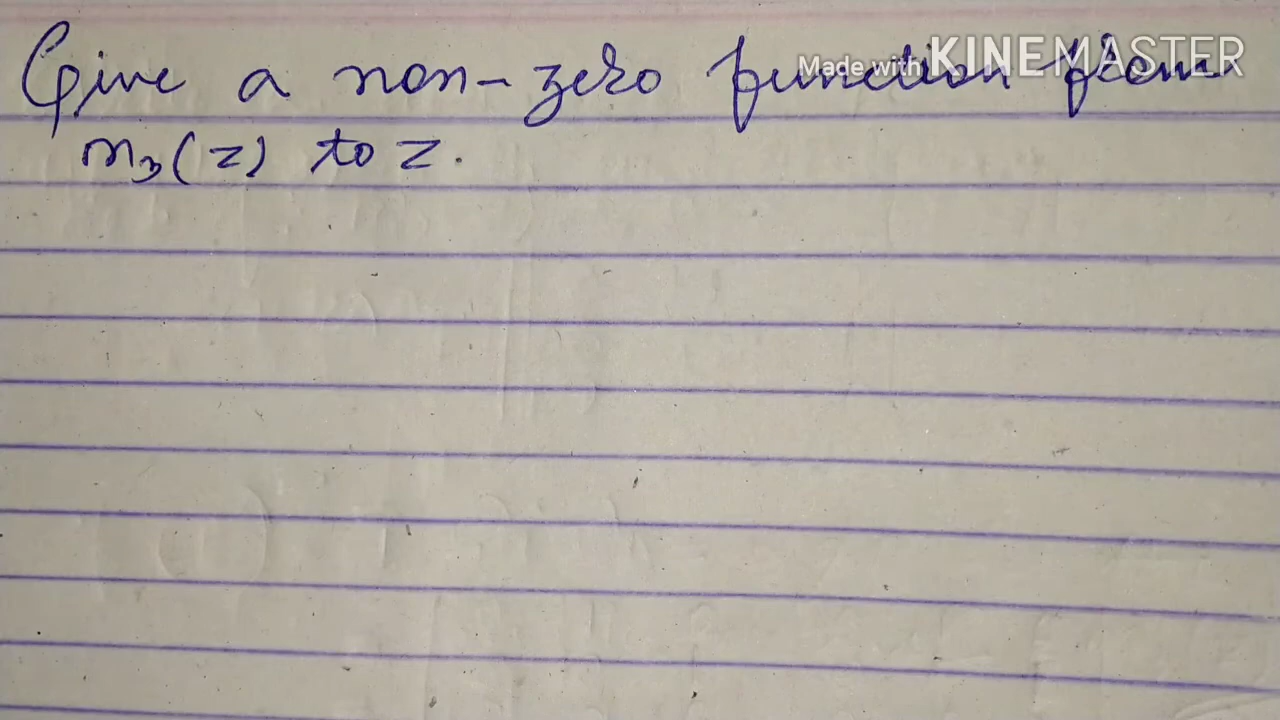 Give a non-zero function from
Made with KINEMASTER
m₃(z) to z.